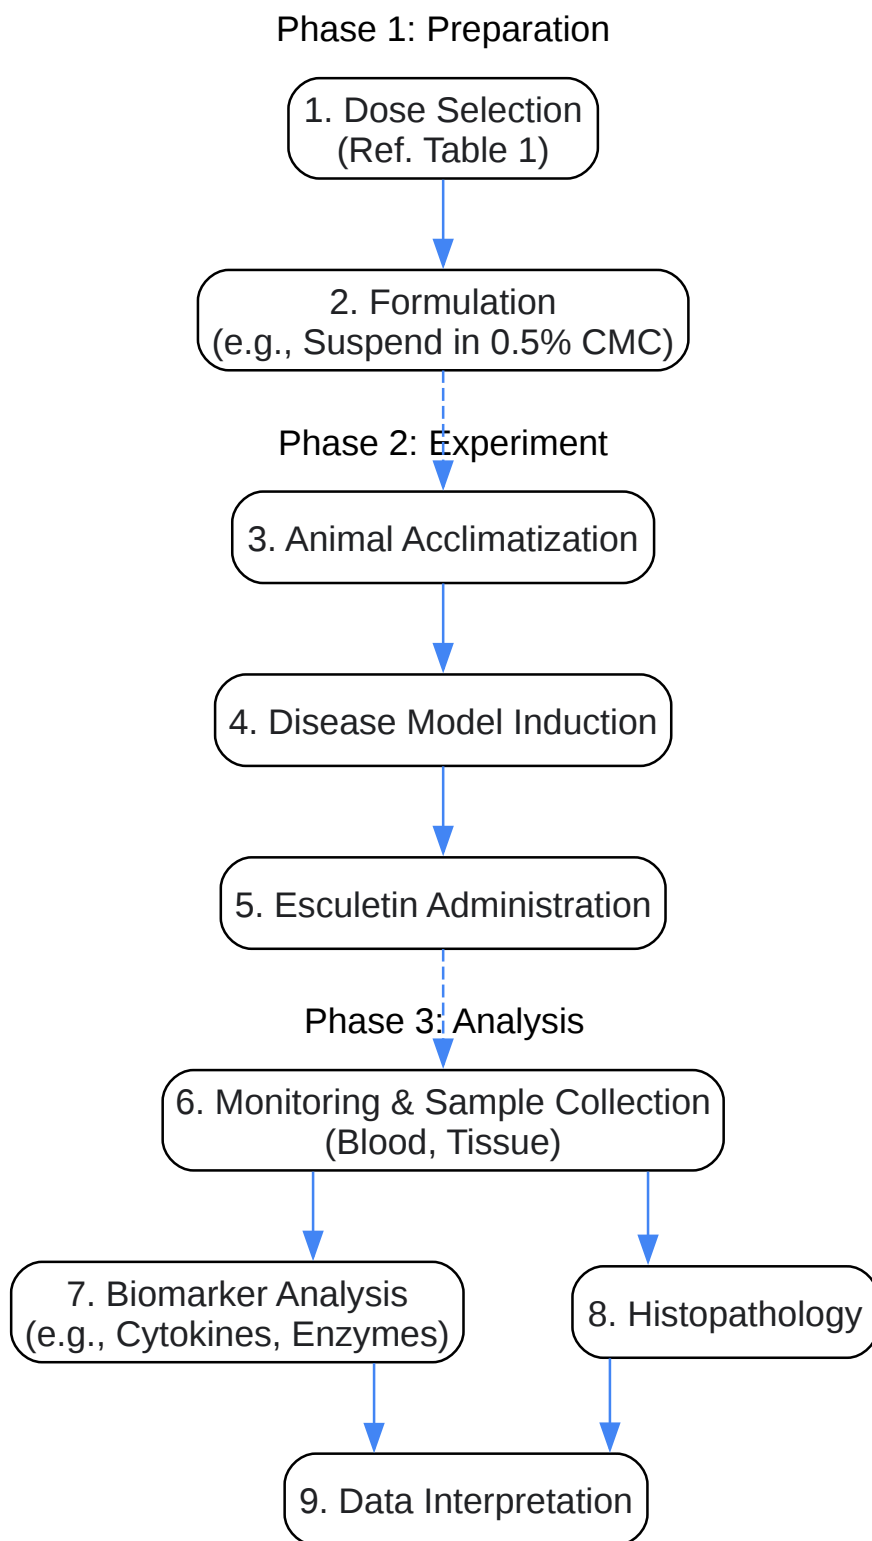 Phase 1: Preparation
1. Dose Selection
(Ref. Table 1)
2. Formulation
(e.g., Suspend in 0.5% CMC)
Phase 2: Experiment
3. Animal Acclimatization
4. Disease Model Induction
5. Esculetin Administration
Phase 3: Analysis
6. Monitoring & Sample Collection
(Blood, Tissue)
7. Biomarker Analysis
(e.g., Cytokines, Enzymes)
8. Histopathology
9. Data Interpretation